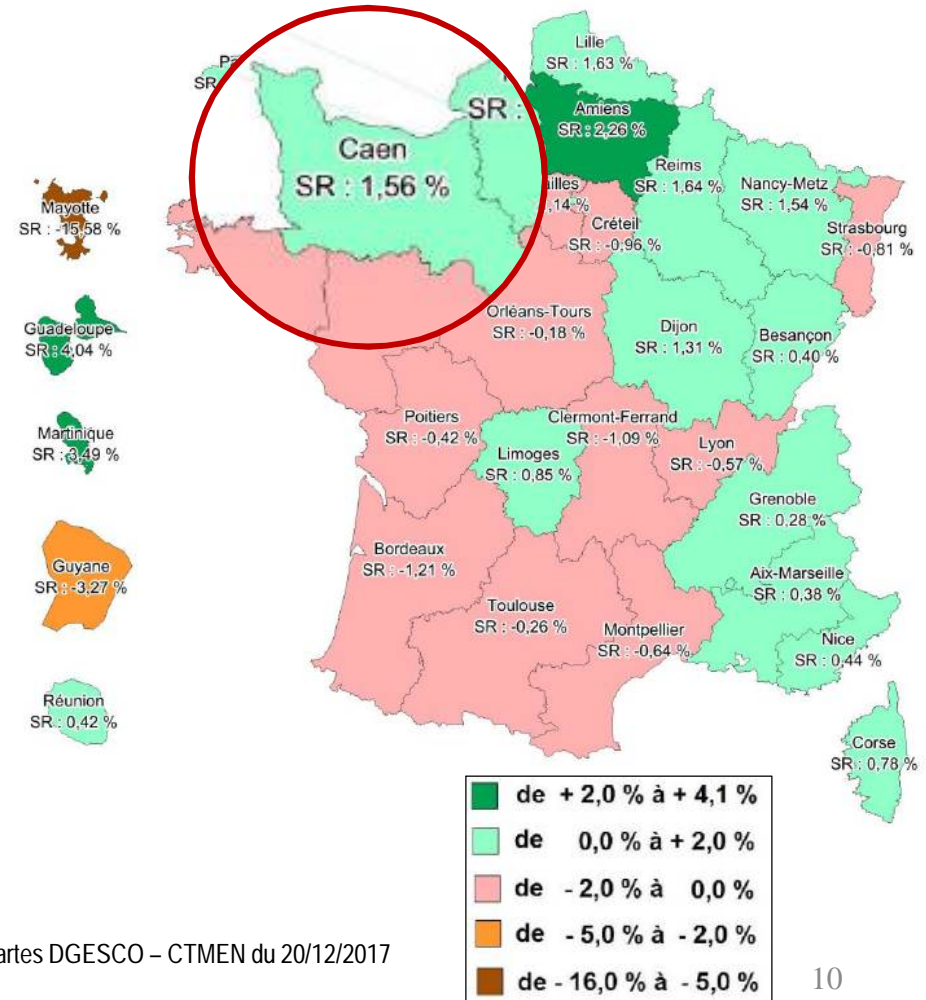 Lille
SR : 1,63 %
SR
SR :
Amiens
SR : 2,26 %
Caen
SR : 1,56 %
Reims
SR : 1,64 %
Nancy-Metz
SR : 1,54 %
Strasbourg
SR : -0,81 %
Mayotte
SR : -15,58 %
illes
,14 %
Créteil
SR : -0,96 %
Guadeloupe
SR : 4,04 %
Orléans-Tours
SR : -0,18 %
Dijon
SR : 1,31 %
Besançon
SR : 0,40 %
Martinique
SR : 3,49 %
Poitiers
SR : -0,42 %
Clermont-Ferrand
SR : -1,09 %
Limoges
SR : 0,85 %
Lyon
SR : -0,57 %
Grenoble
SR : 0,28 %
Guyane
SR : -3,27 %
Bordeaux
SR : -1,21 %
Aix-Marseille
SR : 0,38 %
Toulouse
SR : -0,26 %
Montpellier
SR : -0,64 %
Nice
SR : 0,44 %
Réunion
SR : 0,42 %
Corse
SR : 0,78 %
de + 2,0 % à + 4,1 %
de 0,0 % à + 2,0 %
de - 2,0 % à 0,0 %
de - 5,0 % à - 2,0 %
de - 16,0 % à - 5,0 %
artes DGESCO – CTMEN du 20/12/2017
10